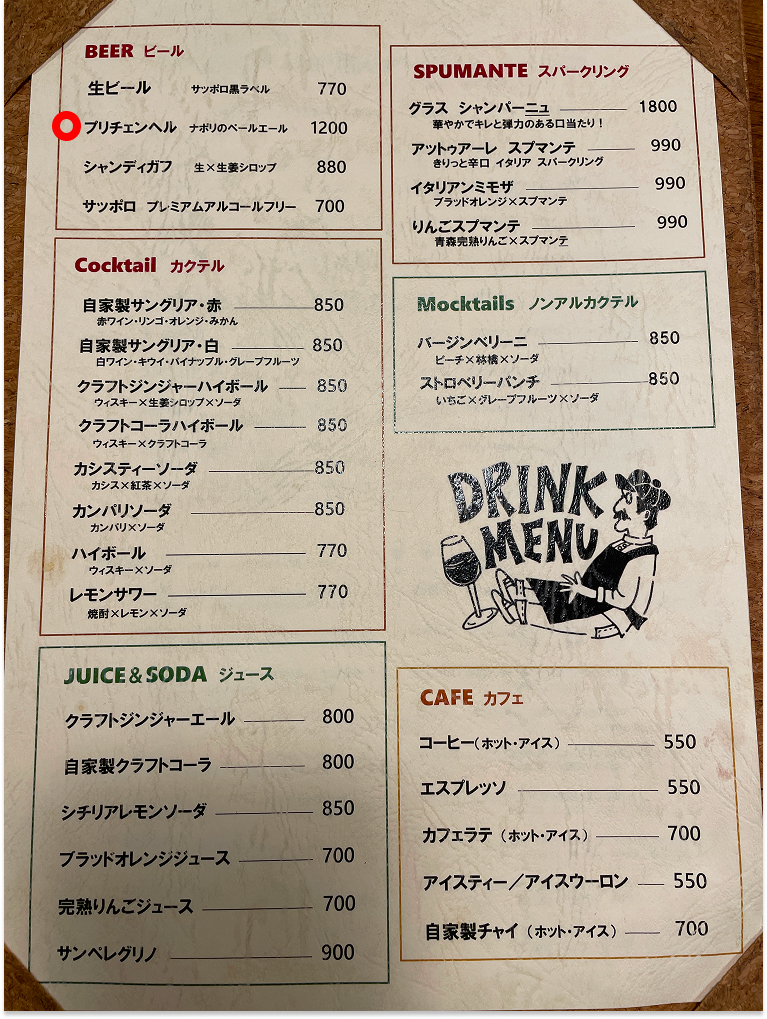 BEER ビール
生ビール サッポロ黒ラベル 770
プリチェンヘル ナポリのペールエール 1200
シャンディガフ 生×生姜シロップ 880
サッポロ プレミアムアルコールフリー 700
SPUMANTE スパークリング
グラス シャンパーニュ 1800
華やかでキレと弾力のある口当たり！
アットゥアーレ スプマンテ 990
きりっと辛口 イタリア スパークリング
イタリアンミモザ 990
ブラッドオレンジ×スプマンテ
りんごスプマンテ 990
青森完熟りんご×スプマンテ
Cocktail カクテル
自家製サングリア・赤 850
赤ワイン・リンゴ・オレンジ・みかん
自家製サングリア・白 850
白ワイン・キウイ・パイナップル・グレープフルーツ
クラフトジンジャーハイボール 850
ウィスキー×生姜シロップ×ソーダ
クラフトコーラハイボール 850
ウィスキー×クラフトコーラ
カシスティーソーダ 850
カシス×紅茶×ソーダ
カンパリソーダ 850
カンパリ×ソーダ
ハイボール 770
ウィスキー×ソーダ
レモンサワー 770
焼酎×レモン×ソーダ
Mocktails ノンアルカクテル
バージンベリーニ 850
ピーチ×林檎×ソーダ
ストロベリーパンチ 850
いちご×グレープフルーツ×ソーダ
DRINK
MENU
JUICE&SODA ジュース
クラフトジンジャーエール 800
自家製クラフトコーラ 800
シチリアレモンソーダ 850
ブラッドオレンジジュース 700
完熟りんごジュース 700
サンペレグリノ 900
CAFE カフェ
コーヒー（ホット・アイス） 550
エスプレッソ 550
カフェラテ（ホット・アイス） 700
アイスティー／アイスウーロン 550
自家製チャイ（ホット・アイス） 700